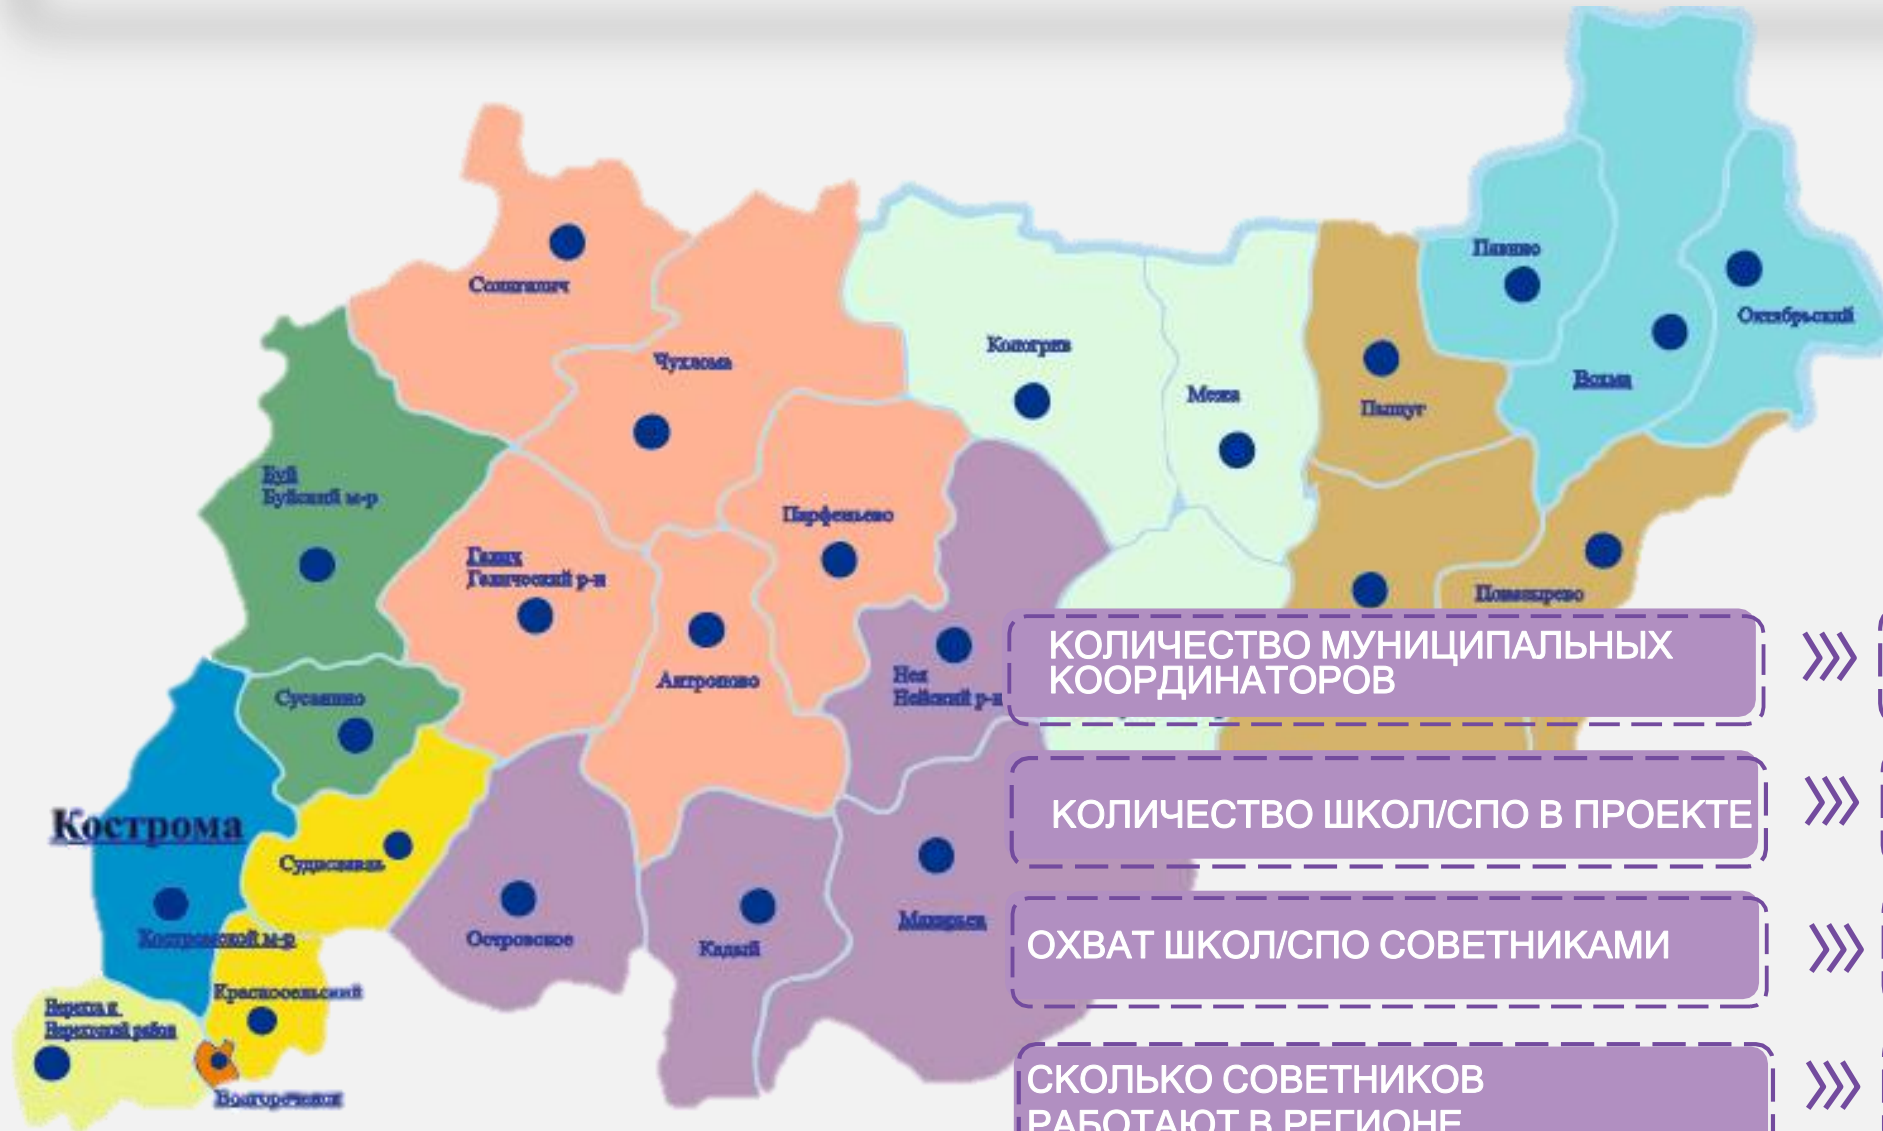 Солигалич
Чухлома
Кологрив
Межа
Павино
Октябрьский
Вохма
Пыщуг
Буй
Буйский м-р
Парфеньево
Галич
Галический р-н
Антропово
Поназырево
Нея
Нейский р-н
Сусанино
Кострома
Судиславль
Костромской м-р
Островское
Кадый
Макарьев
Красносельский
Волгореченск
КОЛИЧЕСТВО МУНИЦИПАЛЬНЫХ
КООРДИНАТОРОВ
КОЛИЧЕСТВО ШКОЛ/СПО В ПРОЕКТЕ
ОХВАТ ШКОЛ/СПО СОВЕТНИКАМИ
СКОЛЬКО СОВЕТНИКОВ
РАБОТАЮТ В РЕГИОНЕ